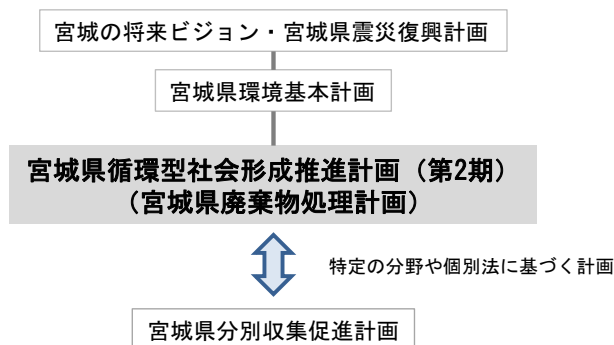 宮城の将来ビジョン・宮城県震災復興計画
宮城県環境基本計画
宮城県循環型社会形成推進計画（第2期）
（宮城県廃棄物処理計画）
特定の分野や個別法に基づく計画
宮城県分別収集促進計画